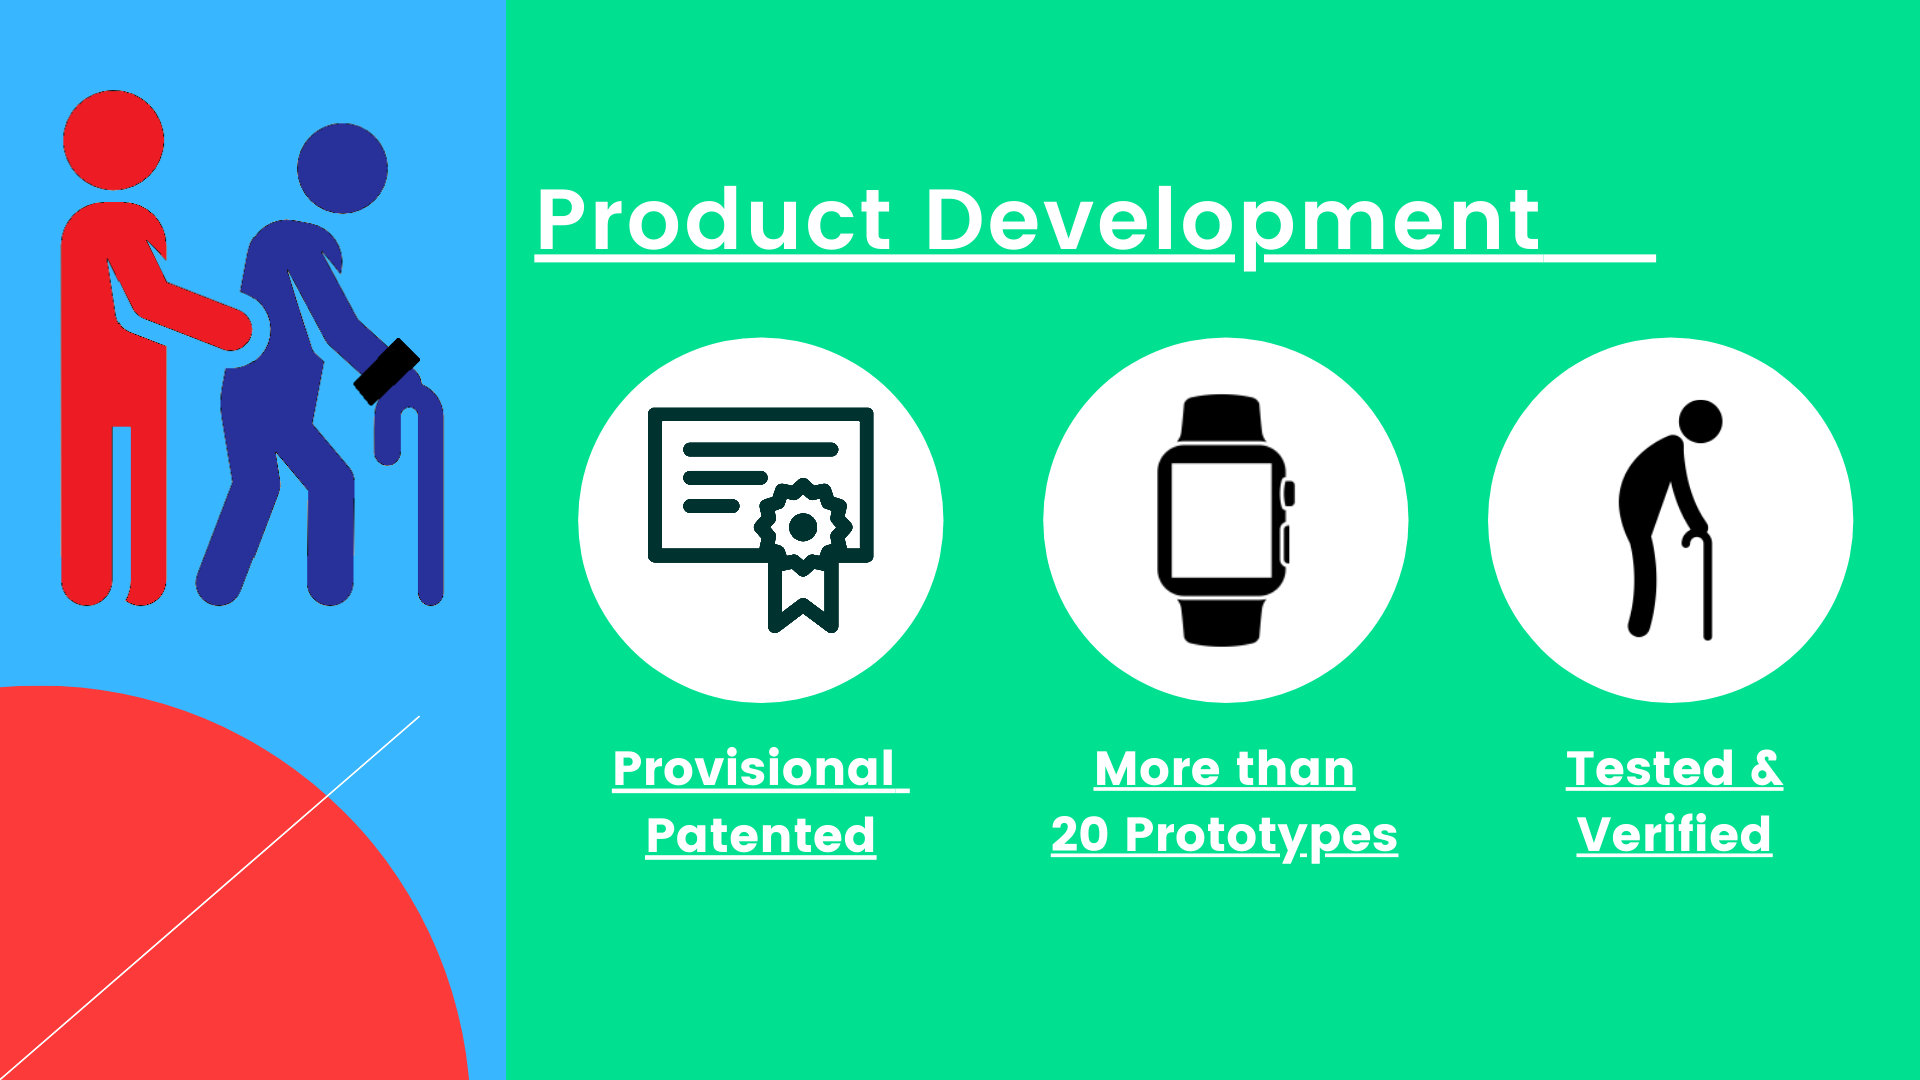 Product Development
Provisional
Patented
More than
20 Prototypes
Tested &
Verified